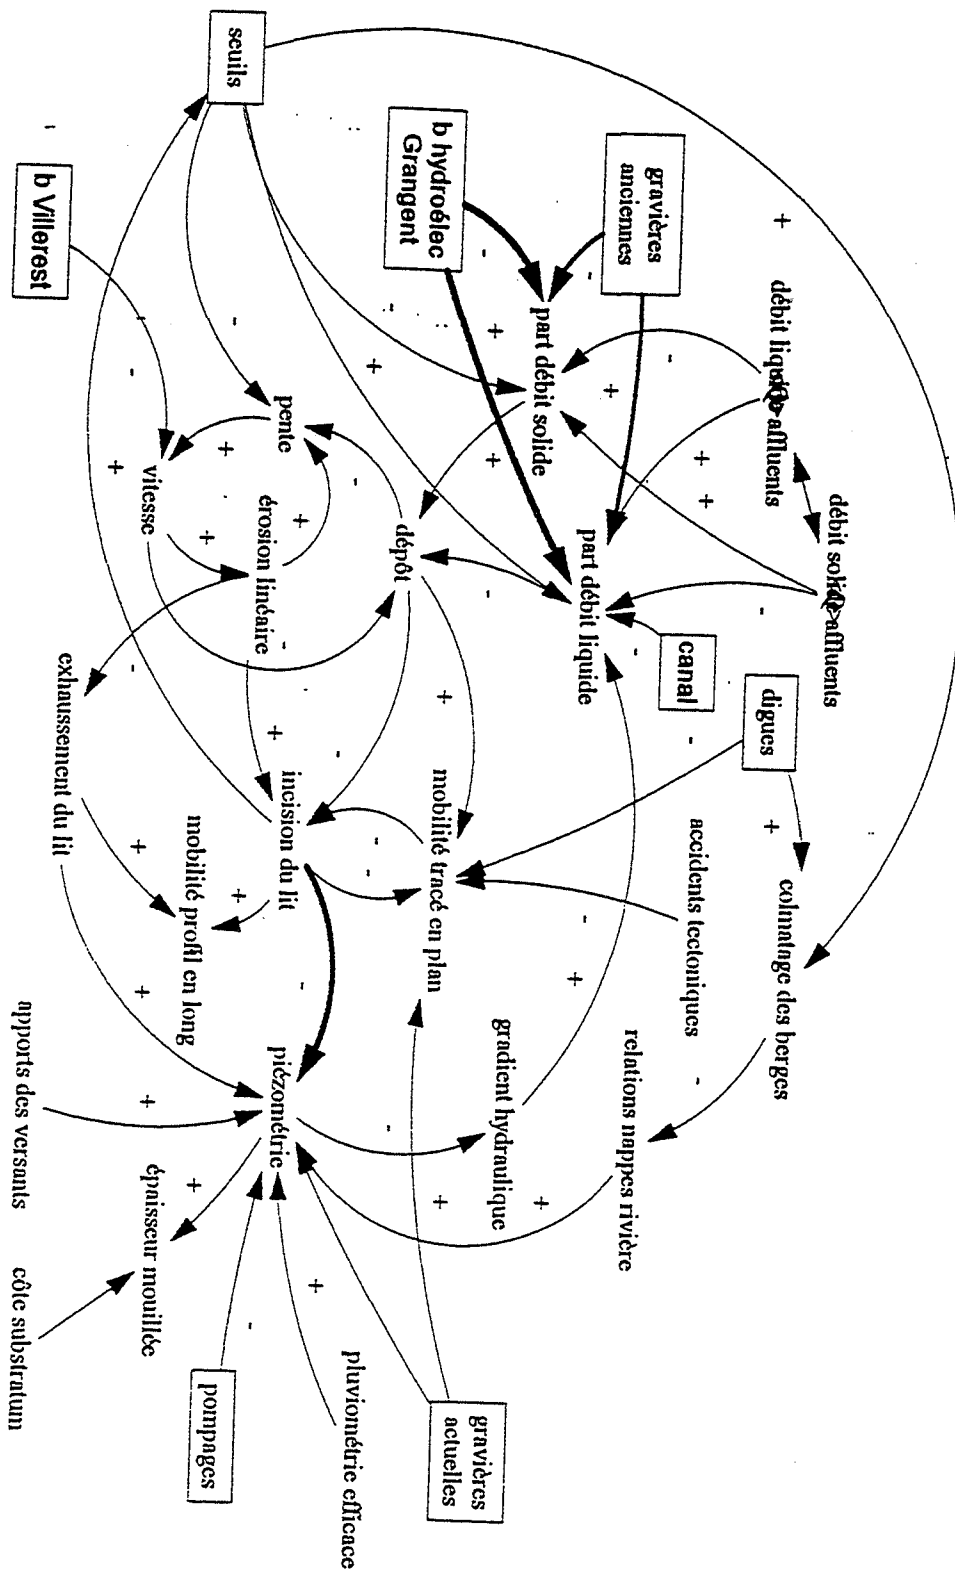 +
débit solide affluents
débit liquide affluents
digues
+
colmatage des berges
-
accidents tectoniques
-
-
+
+
canal
-
relations nappes rivière
gravières
anciennes
-
-
+
part débit liquide
-
+
+
part débit solide
-
+
-
+
gradient hydraulique
b hydroélec
Grangent
-
+
-
dépôt
+
mobilité tracé en plan
-
+
gravières
actuelles
-
-
-
-
pluviométrie efficace
+
pente
+
-
érosion linéaire
+
incision du lit
-
piézométrie
-
seuils
-
+
+
+
mobilité profil en long
+
pompages
vitesse
-
-
+
-
+
+
+
épaisseur mouillée
b Villerest
exhaussement du lit
apports des versants
côte substratum